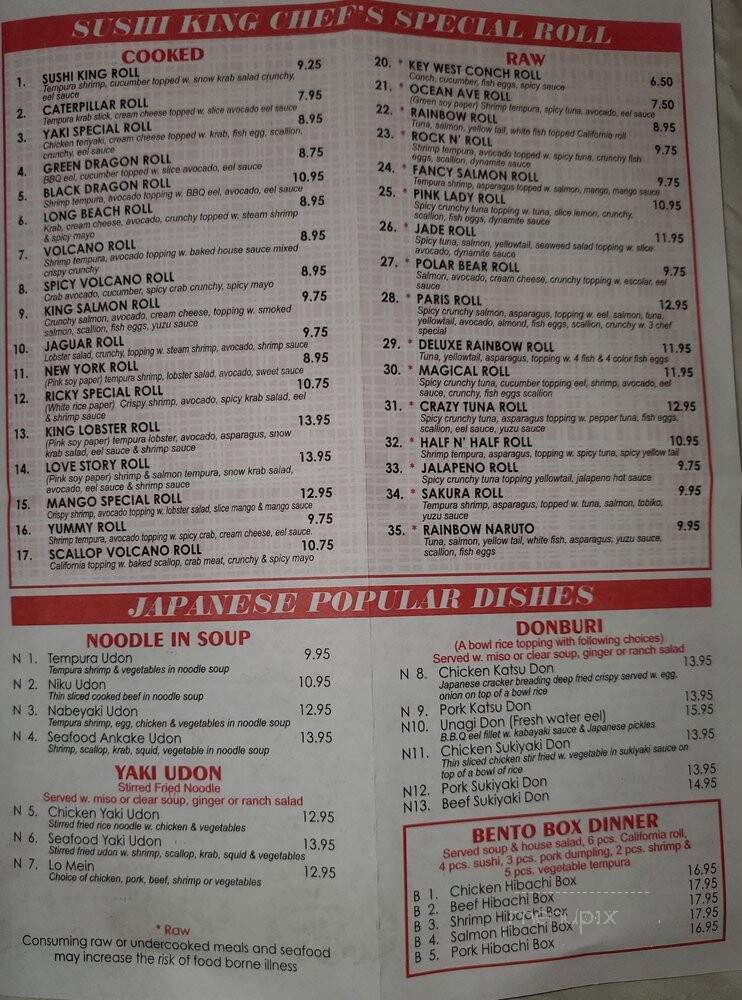 SUSHI KING CHEF'S SPECIAL ROLL
COOKED
1. SUSHI KING ROLL 9.25
Tempura shrimp, cucumber topped w. snow krab salad crunchy,
eel sauce
2. CATERPILLAR ROLL 7.95
Tempura krab stick, cream cheese topped w. slice avocado eel sauce
3. YAKI SPECIAL ROLL 8.95
Chicken teriyaki, cream cheese topped w. krab, fish egg, scallion,
crunchy, eel sauce
4. GREEN DRAGON ROLL 8.75
BBQ eel, cucumber topped w. slice avocado, eel sauce
5. BLACK DRAGON ROLL 10.95
Shrimp tempura, avocado topping w. BBQ eel, avocado, eel sauce
6. LONG BEACH ROLL 8.95
Krab, cream cheese, avocado, crunchy topped w. steam shrimp
& spicy mayo
7. VOLCANO ROLL 8.95
Shrimp tempura, avocado topping w. baked house sauce mixed
crispy crunchy
8. SPICY VOLCANO ROLL 8.95
Crab avocado, cucumber, spicy crab crunchy, spicy mayo
9. KING SALMON ROLL 9.75
Crunchy salmon, avocado, cream cheese, topping w. smoked
salmon, scallion, fish eggs, yuzu sauce
10. JAGUAR ROLL 9.75
Lobster salad, crunchy, topping w. steam shrimp, avocado, shrimp sauce
11. NEW YORK ROLL 8.95
(Pink soy paper) tempura shrimp, lobster salad, avocado, sweet sauce
12. RICKY SPECIAL ROLL 10.75
(White rice paper) Crispy shrimp, avocado, spicy krab salad, eel
& shrimp sauce
13. KING LOBSTER ROLL 13.95
(Pink soy paper) tempura lobster, avocado, asparagus, snow
krab salad, eel sauce & shrimp sauce
14. LOVE STORY ROLL 13.95
(Pink soy paper) shrimp & salmon tempura, snow krab salad,
avocado, eel sauce & shrimp sauce
15. MANGO SPECIAL ROLL 12.95
Crispy shrimp, avocado topping w. lobster salad, slice mango & mango sauce
16. YUMMY ROLL 9.75
Shrimp tempura, avocado topping w. spicy crab, cream cheese, eel sauce.
17. SCALLOP VOLCANO ROLL 10.75
California topping w. baked scallop, crab meat, crunchy & spicy mayo
RAW
20. * KEY WEST CONCH ROLL 6.50
Conch, cucumber, fish eggs, spicy sauce
21. * OCEAN AVE ROLL 7.50
(Green soy paper) Shrimp tempura, spicy tuna, avocado, eel sauce
22. * RAINBOW ROLL 8.95
Tuna, salmon, yellow tail, white fish topped California roll
23. * ROCK N' ROLL 9.75
Shrimp tempura, avocado topped w. spicy tuna, crunchy fish
eggs, scallion, dynamite sauce
24. * FANCY SALMON ROLL 9.75
Tempura shrimp, asparagus topped w. salmon, mango, mango sauce
25. * PINK LADY ROLL 10.95
Spicy crunchy tuna topping w. tuna, slice lemon, crunchy,
scallion, fish eggs, dynamite sauce
26. * JADE ROLL 11.95
Spicy tuna, salmon, yellowtail, seaweed salad topping w. slice
avocado, dynamite sauce
27. * POLAR BEAR ROLL 9.75
Salmon, avocado, cream cheese, crunchy topping w. escolar, eel
sauce
28. * PARIS ROLL 12.95
Spicy crunchy salmon, asparagus, topping w. eel, salmon, tuna,
yellowtail, avocado, almond, fish eggs, scallion, crunchy w. 3 chef
special
29. * DELUXE RAINBOW ROLL 11.95
Tuna, yellowtail, asparagus, topping w. 4 fish & 4 color fish eggs
30. * MAGICAL ROLL 11.95
Spicy crunchy tuna, cucumber topping eel, shrimp, avocado, eel
sauce, crunchy, fish eggs scallion
31. * CRAZY TUNA ROLL 12.95
Spicy crunchy tuna, asparagus topping w. pepper tuna, fish eggs,
scallion, eel sauce, yuzu sauce
32. * HALF N' HALF ROLL 10.95
Shrimp tempura, asparagus, topping w. spicy tuna, spicy yellow tail
33. * JALAPENO ROLL 9.75
Spicy crunchy tuna topping yellowtail, jalapeno hot sauce
34. * SAKURA ROLL 9.95
Tempura shrimp, asparagus, topped w. tuna, salmon, tobiko,
yuzu sauce
35. * RAINBOW NARUTO 9.95
Tuna, salmon, yellow tail, white fish, asparagus, yuzu sauce,
scallion, fish eggs
JAPANESE POPULAR DISHES
NOODLE IN SOUP
N 1. Tempura Udon 9.95
Tempura shrimp & vegetables in noodle soup
N 2. Niku Udon 10.95
Thin sliced cooked beef in noodle soup
N 3. Nabeyaki Udon 12.95
Tempura shrimp, egg, chicken & vegetables in noodle soup
N 4. Seafood Ankake Udon 13.95
Shrimp, scallop, krab, squid, vegetable in noodle soup
YAKI UDON
Stirred Fried Noodle
Served w. miso or clear soup, ginger or ranch salad
N 5. Chicken Yaki Udon 12.95
Stirred fried rice noodle w. chicken & vegetables
N 6. Seafood Yaki Udon 13.95
Stirred fried udon w. shrimp, scallop, krab, squid & vegetables
N 7. Lo Mein 12.95
Choice of chicken, pork, beef, shrimp or vegetables
* Raw
Consuming raw or undercooked meals and seafood
may increase the risk of food borne illness
DONBURI
(A bowl rice topping with following choices)
Served w. miso or clear soup, ginger or ranch salad
N 8. Chicken Katsu Don 13.95
Japanese cracker breading deep fried crispy served w. egg,
onion on top of a bowl rice
N 9. Pork Katsu Don 13.95
N10. Unagi Don (Fresh water eel) 15.95
B.B.Q eel fillet w. kabayaki sauce & Japanese pickles
N11. Chicken Sukiyaki Don 13.95
Thin sliced chicken stir fried w. vegetable in sukiyaki sauce on
top of a bowl of rice
N12. Pork Sukiyaki Don 13.95
N13. Beef Sukiyaki Don 14.95
BENTO BOX DINNER
Served soup & house salad, 6 pcs. California roll,
4 pcs. sushi, 3 pcs. pork dumpling, 2 pcs. shrimp &
5 pcs. vegetable tempura
B 1. Chicken Hibachi Box 16.95
B 2. Beef Hibachi Box 17.95
B 3. Shrimp Hibachi Box 17.95
B 4. Salmon Hibachi Box 17.95
B 5. Pork Hibachi Box 16.95
menupix